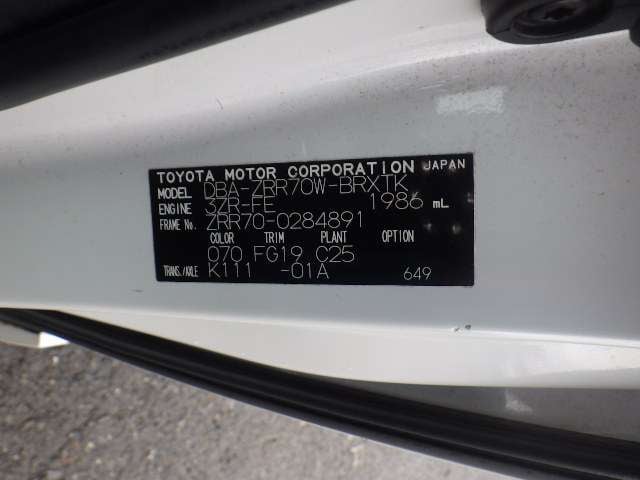 TOYOTA MOTOR CORPORATION JAPAN
MODEL DBA-ZRR70W-BRXTK
ENGINE 3ZR-FE 1986 mL
FRAME No. ZRR70-0284891
COLOR TRIM PLANT OPTION
070 FG19 C25
TRANS./AXLE K111 -01A 649